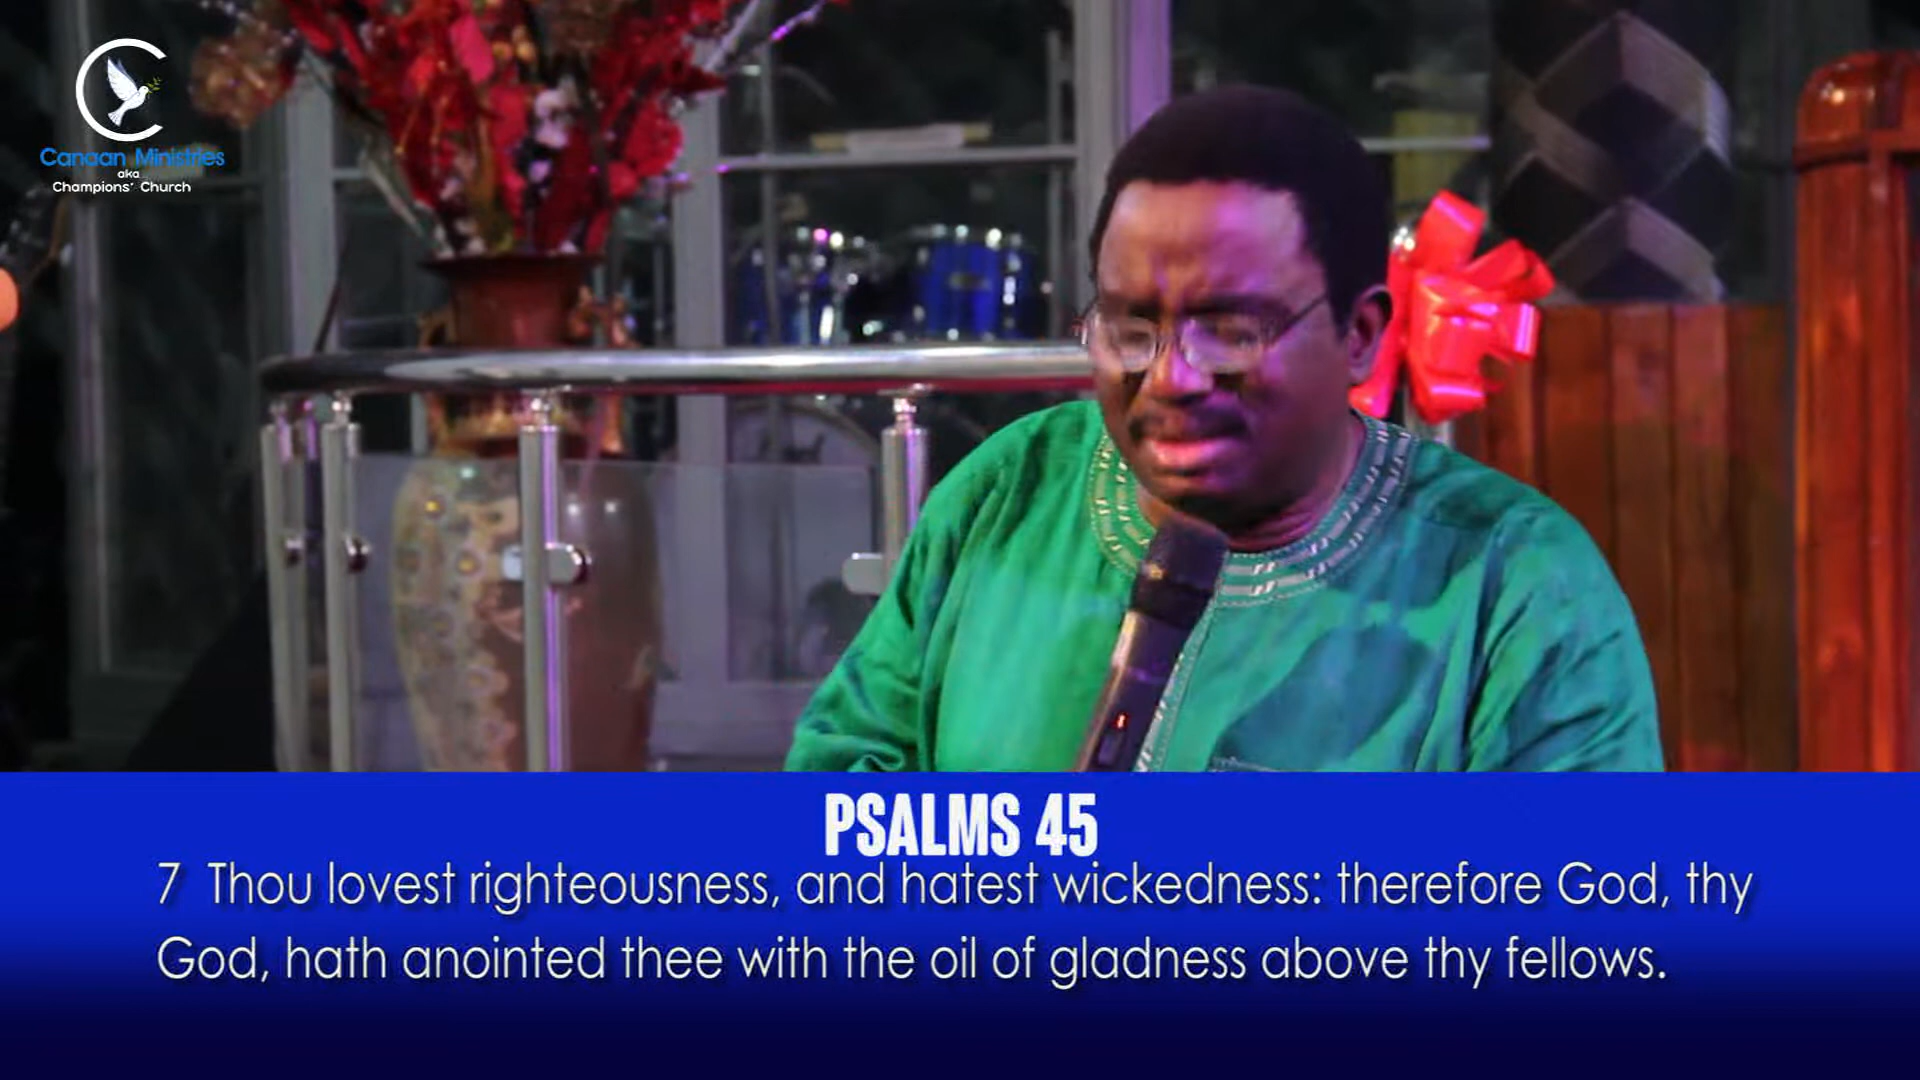 Canaan Ministries
aka
Champions' Church
PSALMS 45
7 Thou lovest righteousness, and hatest wickedness: therefore God, thy
God, hath anointed thee with the oil of gladness above thy fellows.